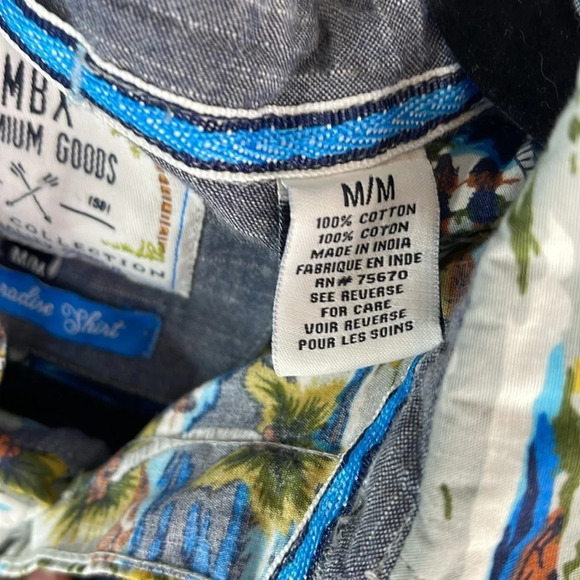 MBX
GOODS
1981
COLLECTION
M/M
Paradise Shirt
M/M
100% COTTON
100% COTON
MADE IN INDIA
FABRIQUE EN INDE
RN# 75670
SEE REVERSE
FOR CARE
VOIR REVERSE
POUR LES SOINS